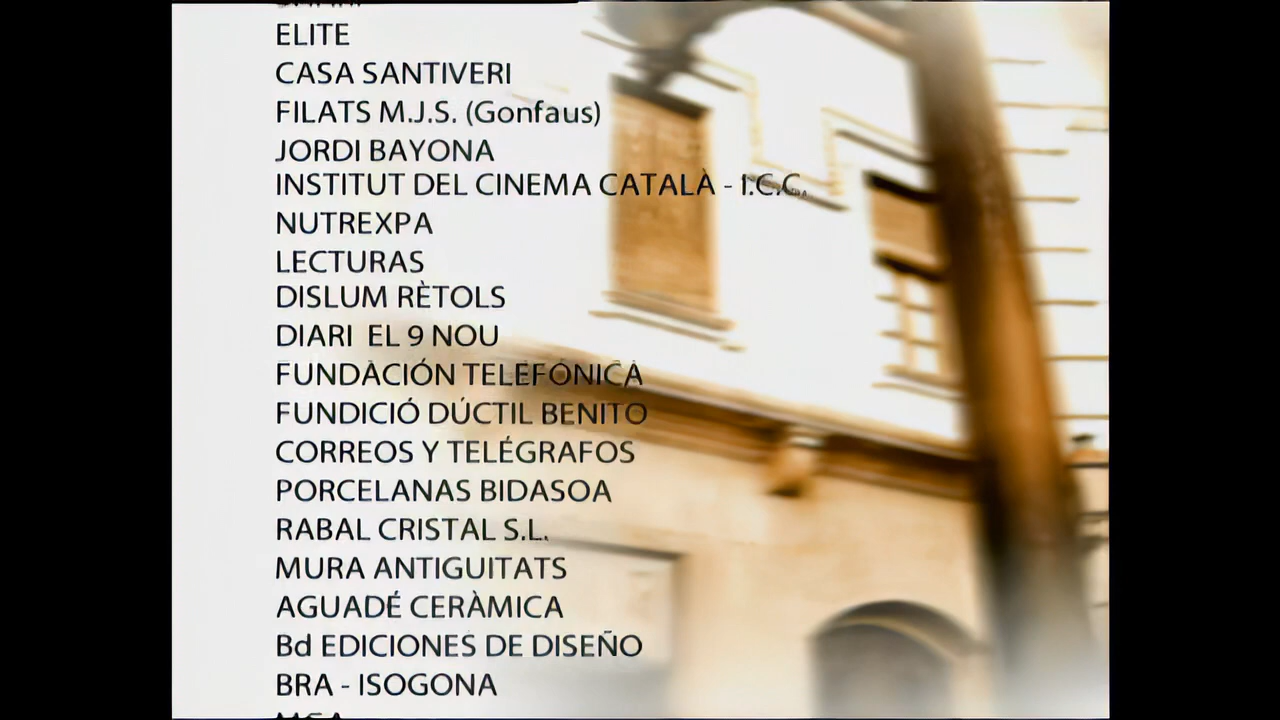 ELITE
CASA SANTIVERI
FILATS M.J.S. (Gonfaus)
JORDI BAYONA
INSTITUT DEL CINEMA CATALÀ - I.C.C.
NUTREXPA
LECTURAS
DISLUM RÈTOLS
DIARI EL 9 NOU
FUNDACIÓN TELEFÓNICA
FUNDICIÓ DÚCTIL BENITO
CORREOS Y TELÉGRAFOS
PORCELANAS BIDASOA
RABAL CRISTAL S.L.
MURA ANTIGUITATS
AGUADÉ CERÀMICA
Bd EDICIONES DE DISEÑO
BRA - ISOGONA